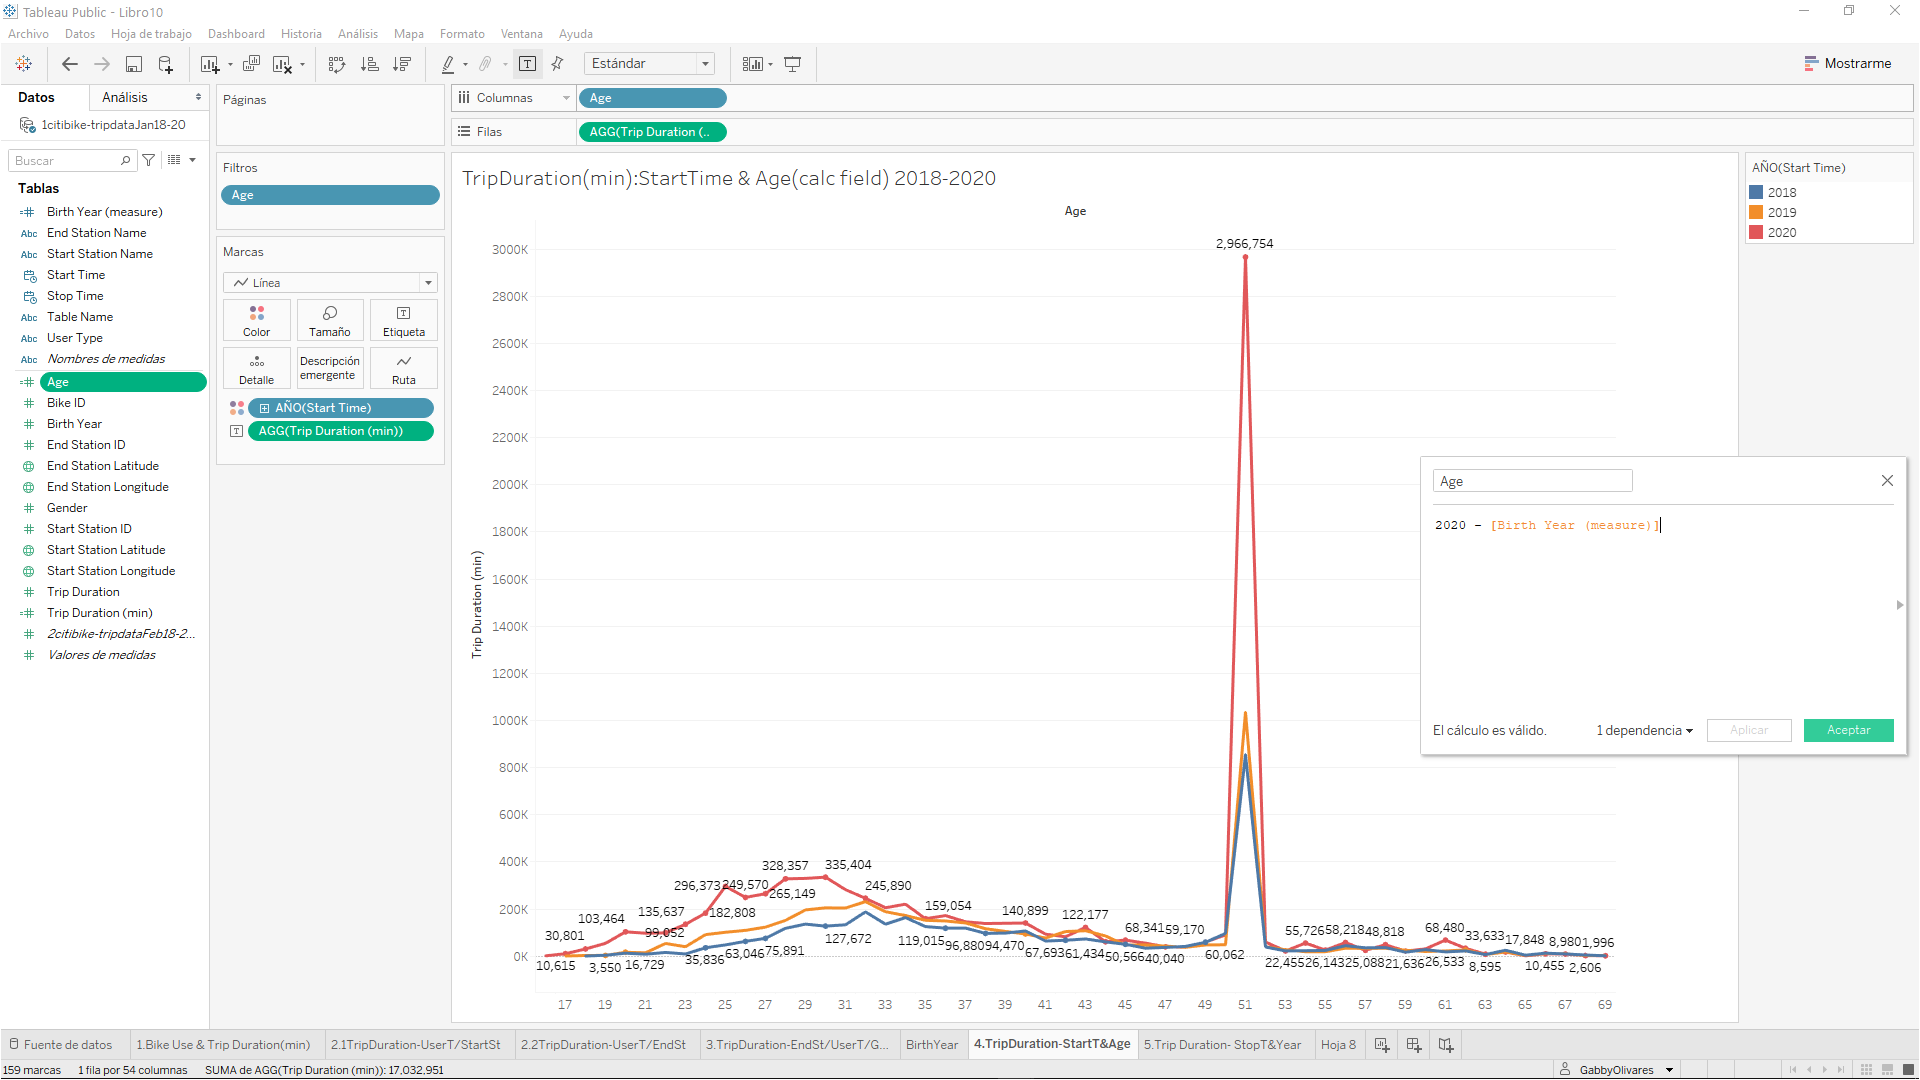 Tableau Public - Libro10
Archivo Datos Hoja de trabajo Dashboard Historia Análisis Mapa Formato Ventana Ayuda
Estándar
Mostrarme
Datos
Análisis
1citibike-tripdataJan18-20
Buscar
Tablas
Birth Year (measure)
Abc End Station Name
Abc Start Station Name
Start Time
Stop Time
Abc Table Name
Abc User Type
Abc Nombres de medidas
Age
Bike ID
Birth Year
End Station ID
End Station Latitude
End Station Longitude
Gender
Start Station ID
Start Station Latitude
Start Station Longitude
Trip Duration
Trip Duration (min)
2citibike-tripdataFeb18-2...
Valores de medidas
Páginas
Filtros
Age
Marcas
Línea
Color
Tamaño
Etiqueta
Detalle
Descripción
emergente
Ruta
AÑO(Start Time)
AGG(Trip Duration (min))
Columnas
Age
Filas
AGG(Trip Duration (..
TripDuration(min):StartTime & Age(calc field) 2018-2020
Age
Trip Duration (min)
3000K
2800K
2600K
2400K
2200K
2000K
1800K
1600K
1400K
1200K
1000K
800K
600K
400K
200K
0K
2,966,754
328,357
335,404
296,373
249,570
265,149
245,890
103,464
135,637
182,808
159,054
140,899
122,177
30,801
99,052
127,672
119,015
68,341
59,170
55,726
58,218
48,818
68,480
33,633
17,848
8,980
1,996
10,615
3,550
16,729
35,836
63,046
75,891
96,880
94,470
67,693
61,434
50,566
40,040
60,062
22,455
26,143
25,088
21,636
26,533
8,595
10,455
2,606
17 19 21 23 25 27 29 31 33 35 37 39 41 43 45 47 49 51 53 55 57 59 61 63 65 67 69
AÑO(Start Time)
2018
2019
2020
Age
2020 - [Birth Year (measure)]
El cálculo es válido.
1 dependencia
Aplicar
Aceptar
Fuente de datos
1.Bike Use & Trip Duration(min)
2.1TripDuration-UserT/StartSt
2.2TripDuration-UserT/EndSt
3.TripDuration-EndSt/UserT/G...
BirthYear
4.TripDuration-StartT&Age
5.Trip Duration- StopT&Year
Hoja 8
159 marcas
1 fila por 54 columnas
SUMA de AGG(Trip Duration (min)): 17,032,951
GabbyOlivares